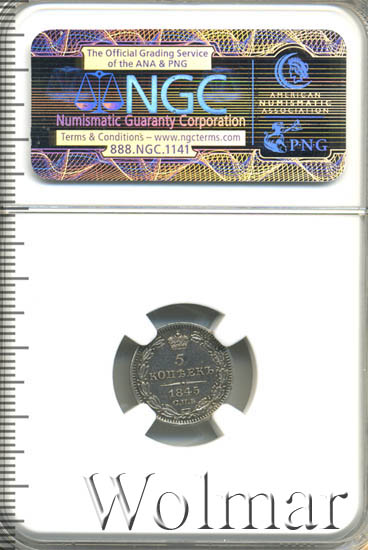 The Official Grading Service
of the ANA & PNG
NGC
Numismatic Guaranty Corporation
Terms & Conditions – www.ngcterms.com
888.NGC.1141
AMERICAN
NUMISMATIC
ASSOCIATION
PNG
5
КОПѢЕКЪ
1845
С.П.Б.
Wolmar